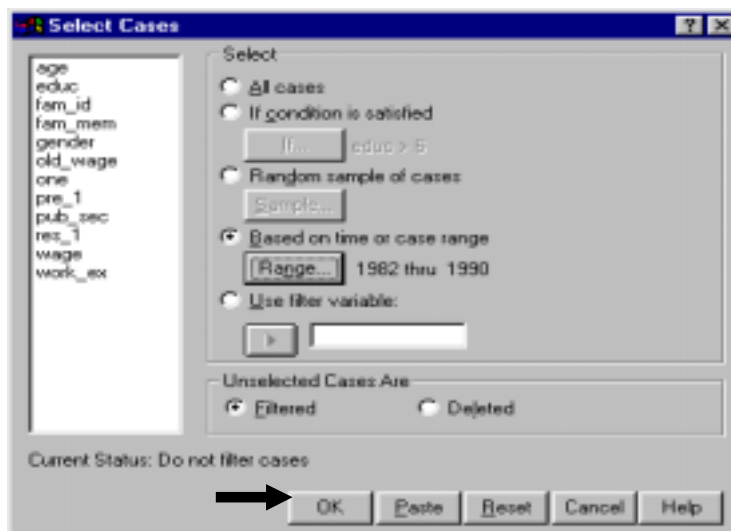 Select Cases
age
educ
fam_id
fam_mem
gender
old_wage
one
pre_1
pub_sec
res_1
wage
work_ex
Select
All cases
If condition is satisfied
If... educ > 6
Random sample of cases
Sample...
Based on time or case range
Range... 1982 thru 1990
Use filter variable:
Unselected Cases Are
Filtered Deleted
Current Status: Do not filter cases
OK Paste Reset Cancel Help